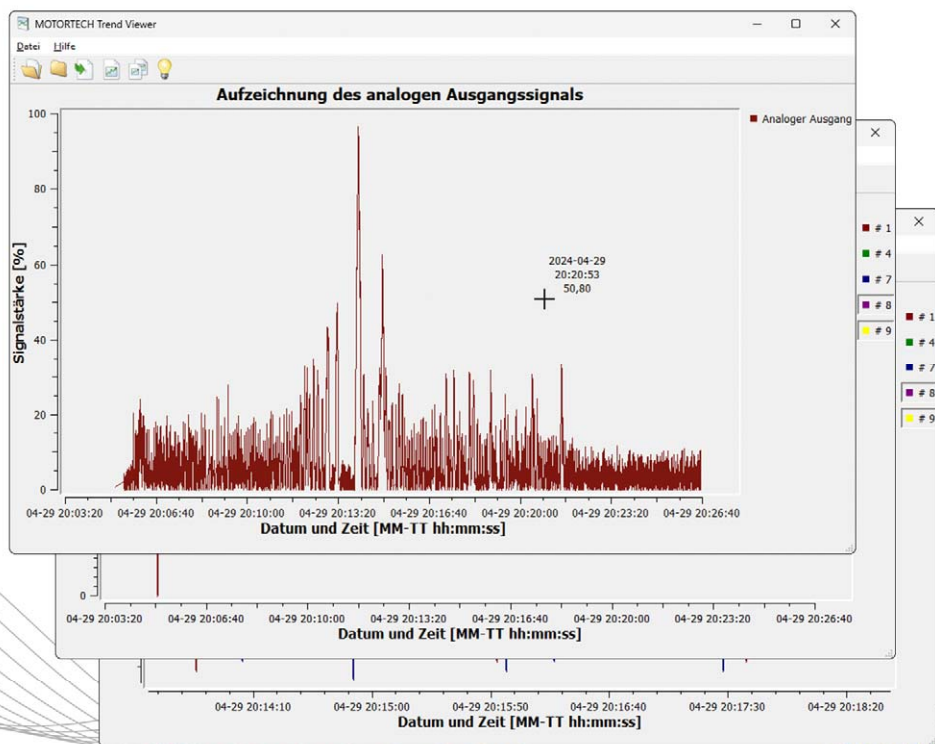 MOTORTECH Trend Viewer
Datei Hilfe
Aufzeichnung des analogen Ausgangssignals
Analoger Ausgang
Signalstärke [%]
100
80
60
40
20
0
2024-04-29
20:20:53
50,80
04-29 20:03:20 04-29 20:06:40 04-29 20:10:00 04-29 20:13:20 04-29 20:16:40 04-29 20:20:00 04-29 20:23:20 04-29 20:26:40
Datum und Zeit [MM-TT hh:mm:ss]
# 1
# 4
# 7
# 8
# 9
0
04-29 20:03:20 04-29 20:06:40 04-29 20:10:00 04-29 20:13:20 04-29 20:16:40 04-29 20:20:00 04-29 20:23:20 04-29 20:26:40
Datum und Zeit [MM-TT hh:mm:ss]
# 1
# 4
# 7
# 8
# 9
04-29 20:14:10 04-29 20:15:00 04-29 20:15:50 04-29 20:16:40 04-29 20:17:30 04-29 20:18:20
Datum und Zeit [MM-TT hh:mm:ss]